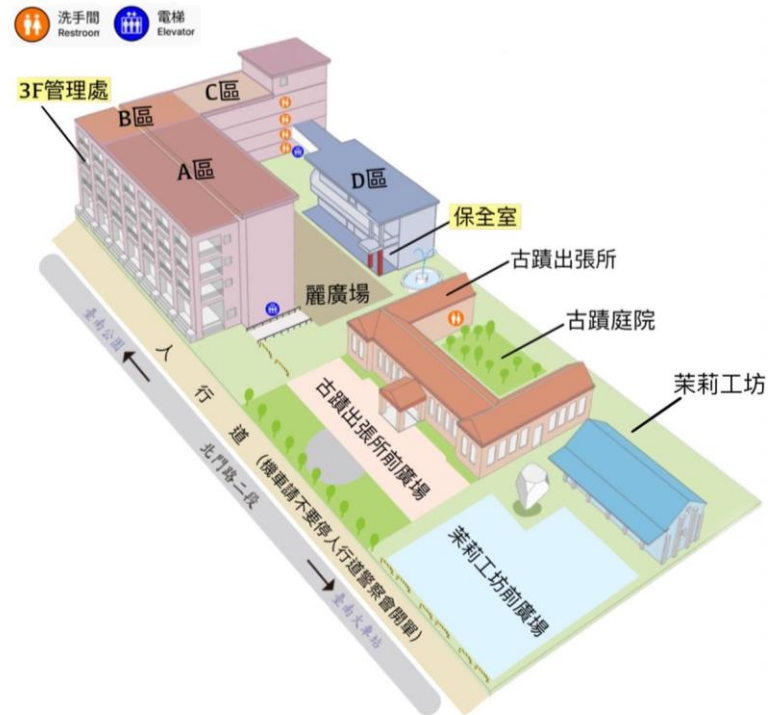 洗手間
Restroom
電梯
Elevator
3F管理處
C區
B區
A區
D區
保全室
古蹟出張所
麗廣場
古蹟庭院
茉莉工坊
臺南公園
人行道(機車請不要停人行道警察會開單)
古蹟出張所前廣場
北門路二段
茉莉工坊前廣場
臺南火車站